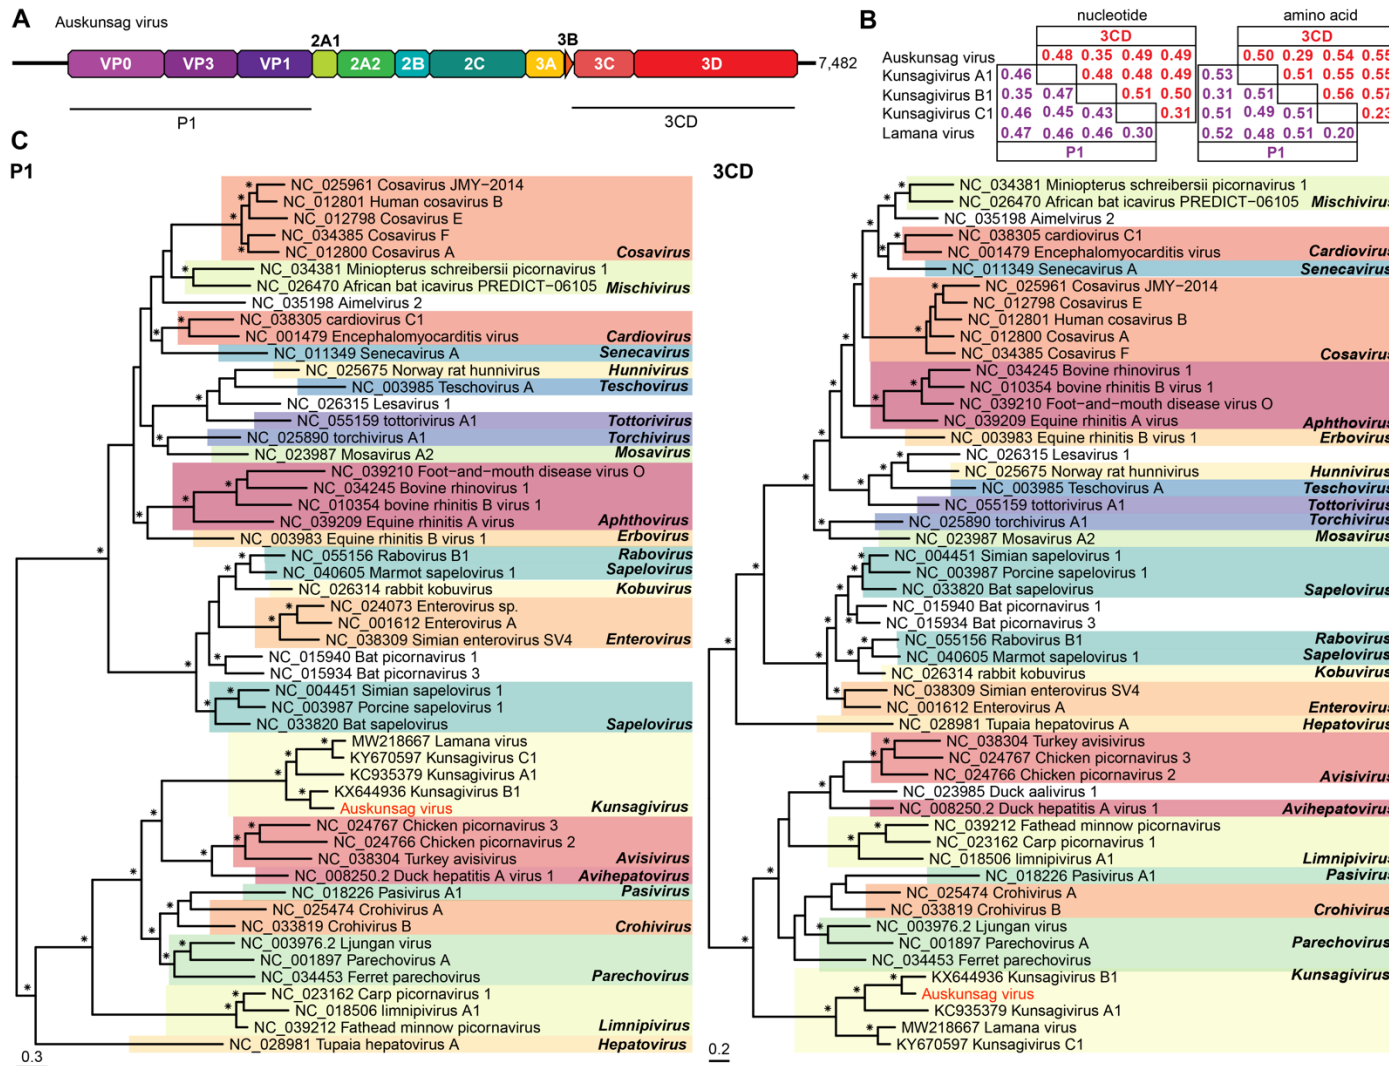 A
Auskunsag virus
VP0 VP3 VP1 2A1 2A2 2B 2C 3A 3B 3C 3D 7,482
P1 3CD
B
nucleotide amino acid
3CD 3CD
Auskunsag virus 0.48 0.35 0.49 0.49 0.50 0.29 0.54 0.55
Kunsagivirus A1 0.46 0.48 0.48 0.49 0.53 0.51 0.55 0.55
Kunsagivirus B1 0.35 0.47 0.51 0.50 0.31 0.51 0.56 0.57
Kunsagivirus C1 0.46 0.45 0.43 0.31 0.51 0.49 0.51 0.23
Lamana virus 0.47 0.46 0.46 0.30 0.52 0.48 0.51 0.20
P1 P1
C
P1
NC_025961 Cosavirus JMY−2014
NC_012801 Human cosavirus B
NC_012798 Cosavirus E
NC_034385 Cosavirus F
NC_012800 Cosavirus A Cosavirus
NC_034381 Miniopterus schreibersii picornavirus 1
NC_026470 African bat icavirus PREDICT−06105 Mischivirus
NC_035198 Aimelvirus 2
NC_038305 cardiovirus C1
NC_001479 Encephalomyocarditis virus Cardiovirus
NC_011349 Senecavirus A Senecavirus
NC_025675 Norway rat hunnivirus Hunnivirus
NC_003985 Teschovirus A Teschovirus
NC_026315 Lesavirus 1
NC_055159 tottorivirus A1 Tottorivirus
NC_025890 torchivirus A1 Torchivirus
NC_023987 Mosavirus A2 Mosavirus
NC_039210 Foot−and−mouth disease virus O
NC_034245 Bovine rhinovirus 1
NC_010354 bovine rhinitis B virus 1
NC_039209 Equine rhinitis A virus Aphthovirus
NC_003983 Equine rhinitis B virus 1 Erbovirus
NC_055156 Rabovirus B1 Rabovirus
NC_040605 Marmot sapelovirus 1 Sapelovirus
NC_026314 rabbit kobuvirus Kobuvirus
NC_024073 Enterovirus sp.
NC_001612 Enterovirus A
NC_038309 Simian enterovirus SV4 Enterovirus
NC_015940 Bat picornavirus 1
NC_015934 Bat picornavirus 3
NC_004451 Simian sapelovirus 1
NC_003987 Porcine sapelovirus 1
NC_033820 Bat sapelovirus Sapelovirus
MW218667 Lamana virus
KY670597 Kunsagivirus C1
KC935379 Kunsagivirus A1
KX644936 Kunsagivirus B1
Auskunsag virus Kunsagivirus
NC_024767 Chicken picornavirus 3
NC_024766 Chicken picornavirus 2
NC_038304 Turkey avisivirus Avisivirus
NC_008250.2 Duck hepatitis A virus 1 Avihepatovirus
NC_018226 Pasivirus A1 Pasivirus
NC_025474 Crohivirus A
NC_033819 Crohivirus B Crohivirus
NC_003976.2 Ljungan virus
NC_001897 Parechovirus A
NC_034453 Ferret parechovirus Parechovirus
NC_023162 Carp picornavirus 1
NC_018506 limnipivirus A1
NC_039212 Fathead minnow picornavirus Limnipivirus
NC_028981 Tupaia hepatovirus A Hepatovirus
0.3
3CD
NC_034381 Miniopterus schreibersii picornavirus 1
NC_026470 African bat icavirus PREDICT−06105 Mischivirus
NC_035198 Aimelvirus 2
NC_038305 cardiovirus C1
NC_001479 Encephalomyocarditis virus Cardiovirus
NC_011349 Senecavirus A Senecavirus
NC_025961 Cosavirus JMY−2014
NC_012798 Cosavirus E
NC_012801 Human cosavirus B
NC_012800 Cosavirus A
NC_034385 Cosavirus F Cosavirus
NC_034245 Bovine rhinovirus 1
NC_010354 bovine rhinitis B virus 1
NC_039210 Foot−and−mouth disease virus O
NC_039209 Equine rhinitis A virus Aphthovirus
NC_003983 Equine rhinitis B virus 1 Erbovirus
NC_026315 Lesavirus 1
NC_025675 Norway rat hunnivirus Hunnivirus
NC_003985 Teschovirus A Teschovirus
NC_055159 tottorivirus A1 Tottorivirus
NC_025890 torchivirus A1 Torchivirus
NC_023987 Mosavirus A2 Mosavirus
NC_004451 Simian sapelovirus 1
NC_003987 Porcine sapelovirus 1
NC_033820 Bat sapelovirus Sapelovirus
NC_015940 Bat picornavirus 1
NC_015934 Bat picornavirus 3
NC_055156 Rabovirus B1 Rabovirus
NC_040605 Marmot sapelovirus 1 Sapelovirus
NC_026314 rabbit kobuvirus Kobuvirus
NC_038309 Simian enterovirus SV4
NC_001612 Enterovirus A Enterovirus
NC_028981 Tupaia hepatovirus A Hepatovirus
NC_038304 Turkey avisivirus
NC_024767 Chicken picornavirus 3
NC_024766 Chicken picornavirus 2 Avisivirus
NC_023985 Duck aalivirus 1
NC_008250.2 Duck hepatitis A virus 1 Avihepatovirus
NC_039212 Fathead minnow picornavirus
NC_023162 Carp picornavirus 1
NC_018506 limnipivirus A1 Limnipivirus
NC_018226 Pasivirus A1 Pasivirus
NC_025474 Crohivirus A
NC_033819 Crohivirus B Crohivirus
NC_003976.2 Ljungan virus
NC_001897 Parechovirus A Parechovirus
NC_034453 Ferret parechovirus
KX644936 Kunsagivirus B1 Kunsagivirus
Auskunsag virus
KC935379 Kunsagivirus A1
MW218667 Lamana virus
KY670597 Kunsagivirus C1
0.2